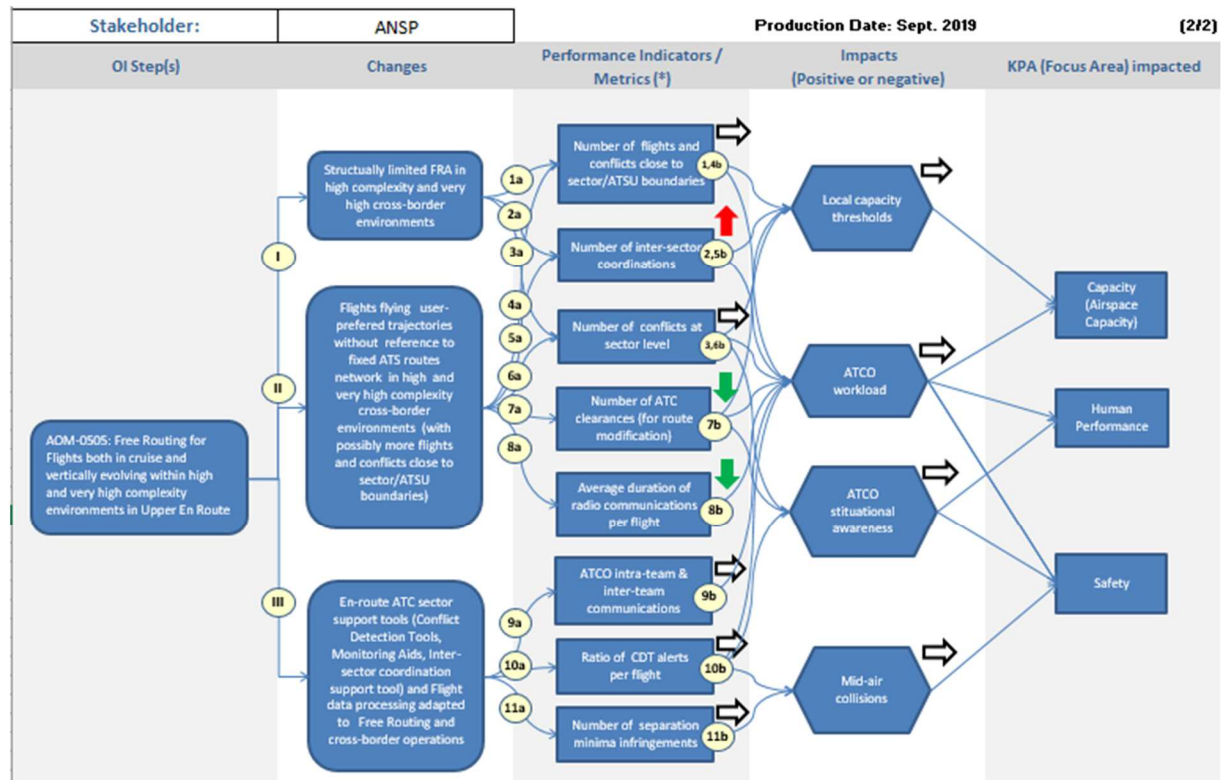 Stakeholder:
ANSP
Production Date: Sept. 2019
(2/2)
OI Step(s)
Changes
Performance Indicators /
Metrics (*)
Impacts
(Positive or negative)
KPA (Focus Area) impacted
AOM-0505: Free Routing for
Flights both in cruise and
vertically evolving within high
and very high complexity
environments in Upper En Route
I
II
III
Structually limited FRA in
high complexity and very
high cross-border
environments
Flights flying user-
prefered trajectories
without reference to
fixed ATS routes
network in high and
very high complexity
cross-border
environments (with
possibly more flights
and conflicts close to
sector/ATSU
boundaries)
En-route ATC sector
support tools (Conflict
Detection Tools,
Monitoring Aids, Inter-
sector coordination
support tool) and Flight
data processing adapted
to Free Routing and
cross-border operations
1a
2a
3a
4a
5a
6a
7a
8a
9a
10a
11a
Number of flights and
conflicts close to
sector/ATSU boundaries
1,4b
Number of inter-sector
coordinations
2,5b
Number of conflicts at
sector level
3,6b
Number of ATC
clearances (for route
modification)
7b
Average duration of
radio communications
per flight
8b
ATCO intra-team &
inter-team
communications
9b
Ratio of CDT alerts
per flight
10b
Number of separation
minima infringements
11b
Local capacity
thresholds
ATCO
workload
ATCO
stituational
awareness
Mid-air
collisions
Capacity
(Airspace
Capacity)
Human
Performance
Safety